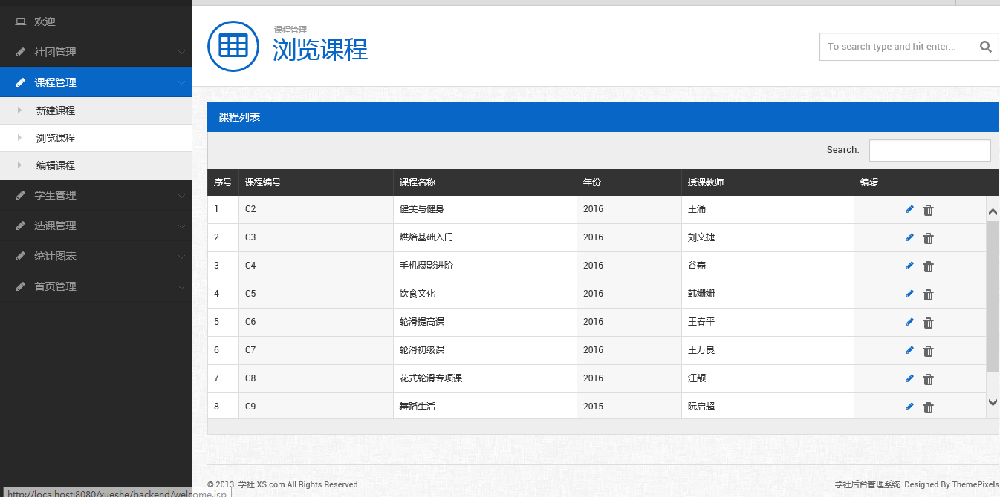 欢迎
社团管理
课程管理
新建课程
浏览课程
编辑课程
学生管理
选课管理
统计图表
首页管理
课程管理
浏览课程
To search type and hit enter...
课程列表
Search:
序号 课程编号 课程名称 年份 授课教师 编辑
1 C2 健美与健身 2016 王涌
2 C3 烘焙基础入门 2016 刘文捷
3 C4 手机摄影进阶 2016 谷嘉
4 C5 饮食文化 2016 韩姗姗
5 C6 轮滑提高课 2016 王春平
6 C7 轮滑初级课 2016 王万良
7 C8 花式轮滑专项课 2016 江颉
8 C9 舞蹈生活 2015 阮启超
© 2013. 学社 XS.com All Rights Reserved. 学社后台管理系统 Designed By ThemePixels
http://localhost:8080/xueshe/backend/welcome.jsp